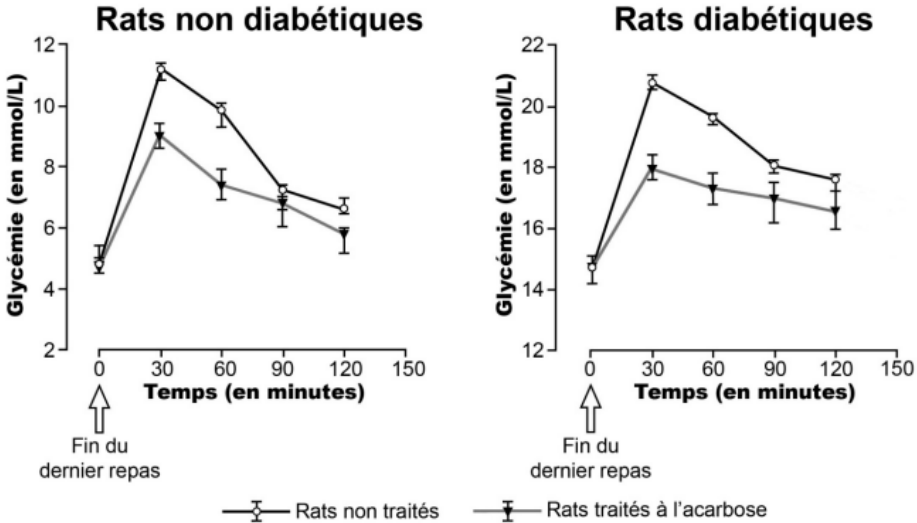 Rats non diabétiques
Rats diabétiques
Glycémie (en mmol/L)
12
10
8
6
4
2
0 30 60 90 120 150
Temps (en minutes)
Fin du
dernier repas
Glycémie (en mmol/L)
22
20
18
16
14
12
0 30 60 90 120 150
Temps (en minutes)
Fin du
dernier repas
Rats non traités
Rats traités à l'acarbose